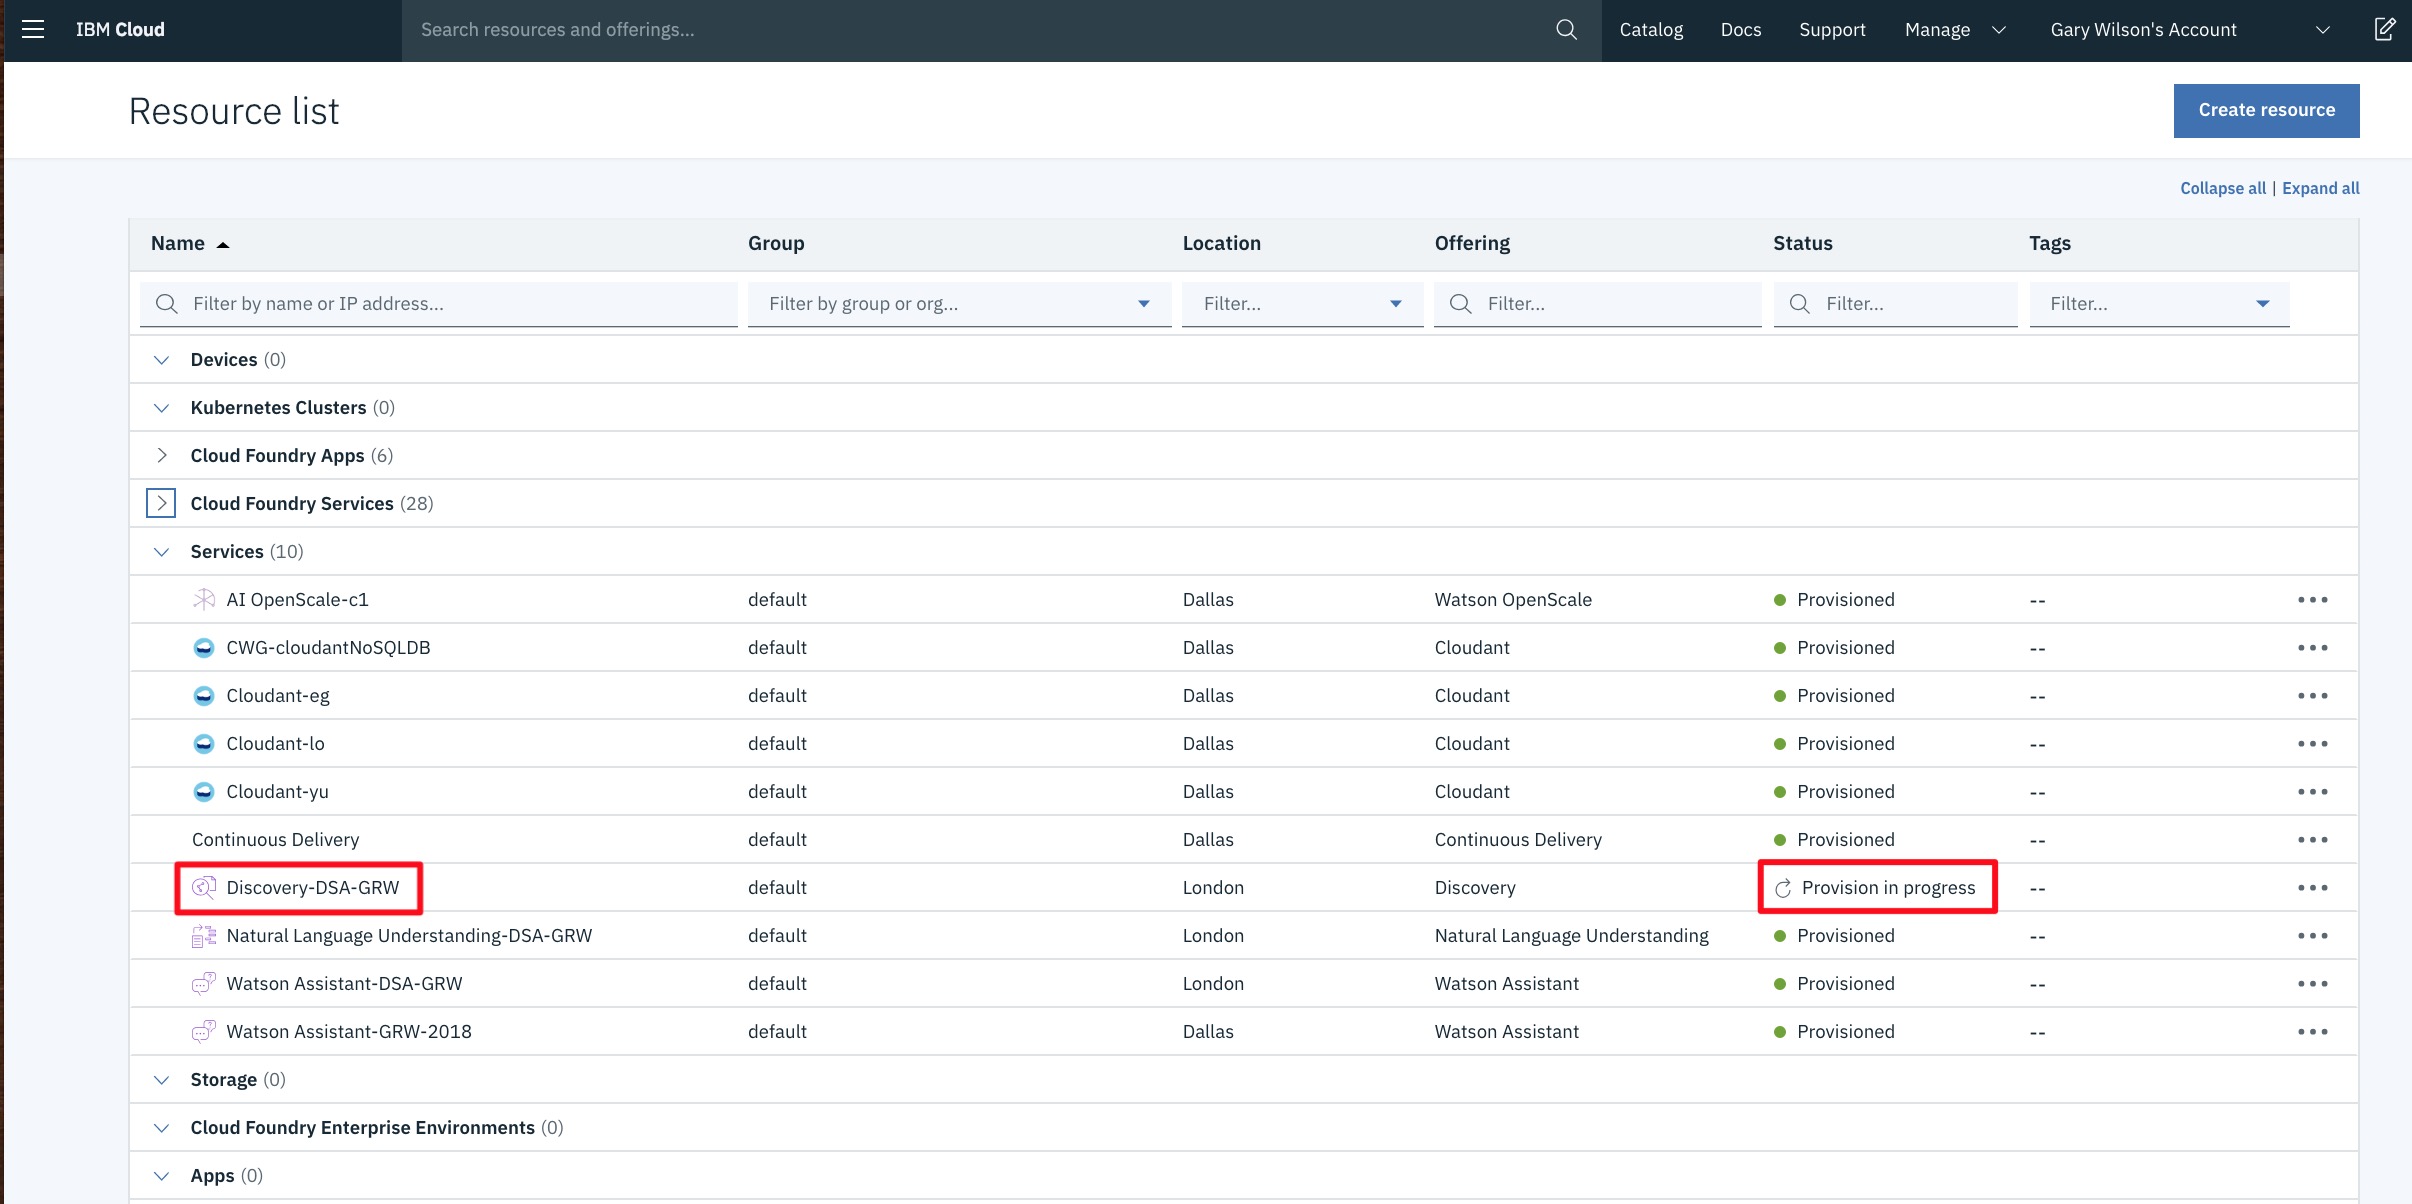 IBM Cloud Search resources and offerings... Catalog Docs Support Manage Gary Wilson's Account
Resource list Create resource
Collapse all | Expand all
Name Group Location Offering Status Tags
Filter by name or IP address... Filter by group or org... Filter... Filter... Filter... Filter...
Devices (0)
Kubernetes Clusters (0)
Cloud Foundry Apps (6)
Cloud Foundry Services (28)
Services (10)
AI OpenScale-c1 default Dallas Watson OpenScale Provisioned --
CWG-cloudantNoSQLDB default Dallas Cloudant Provisioned --
Cloudant-eg default Dallas Cloudant Provisioned --
Cloudant-lo default Dallas Cloudant Provisioned --
Cloudant-yu default Dallas Cloudant Provisioned --
Continuous Delivery default Dallas Continuous Delivery Provisioned --
Discovery-DSA-GRW default London Discovery Provision in progress --
Natural Language Understanding-DSA-GRW default London Natural Language Understanding Provisioned --
Watson Assistant-DSA-GRW default London Watson Assistant Provisioned --
Watson Assistant-GRW-2018 default Dallas Watson Assistant Provisioned --
Storage (0)
Cloud Foundry Enterprise Environments (0)
Apps (0)